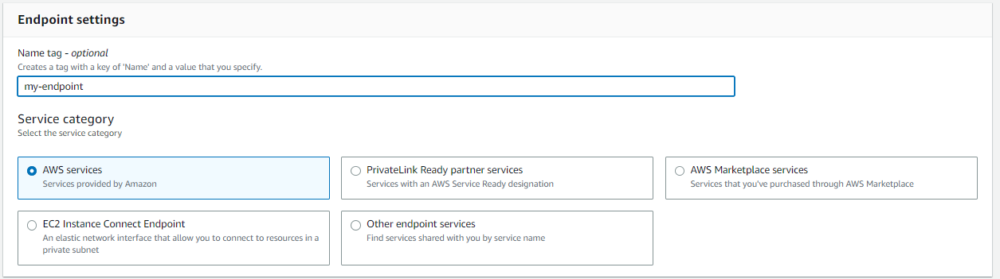 Endpoint settings
Name tag - optional
Creates a tag with a key of 'Name' and a value that you specify.
my-endpoint
Service category
Select the service category
AWS services
Services provided by Amazon
PrivateLink Ready partner services
Services with an AWS Service Ready designation
AWS Marketplace services
Services that you've purchased through AWS Marketplace
EC2 Instance Connect Endpoint
An elastic network interface that allow you to connect to resources in a
private subnet
Other endpoint services
Find services shared with you by service name